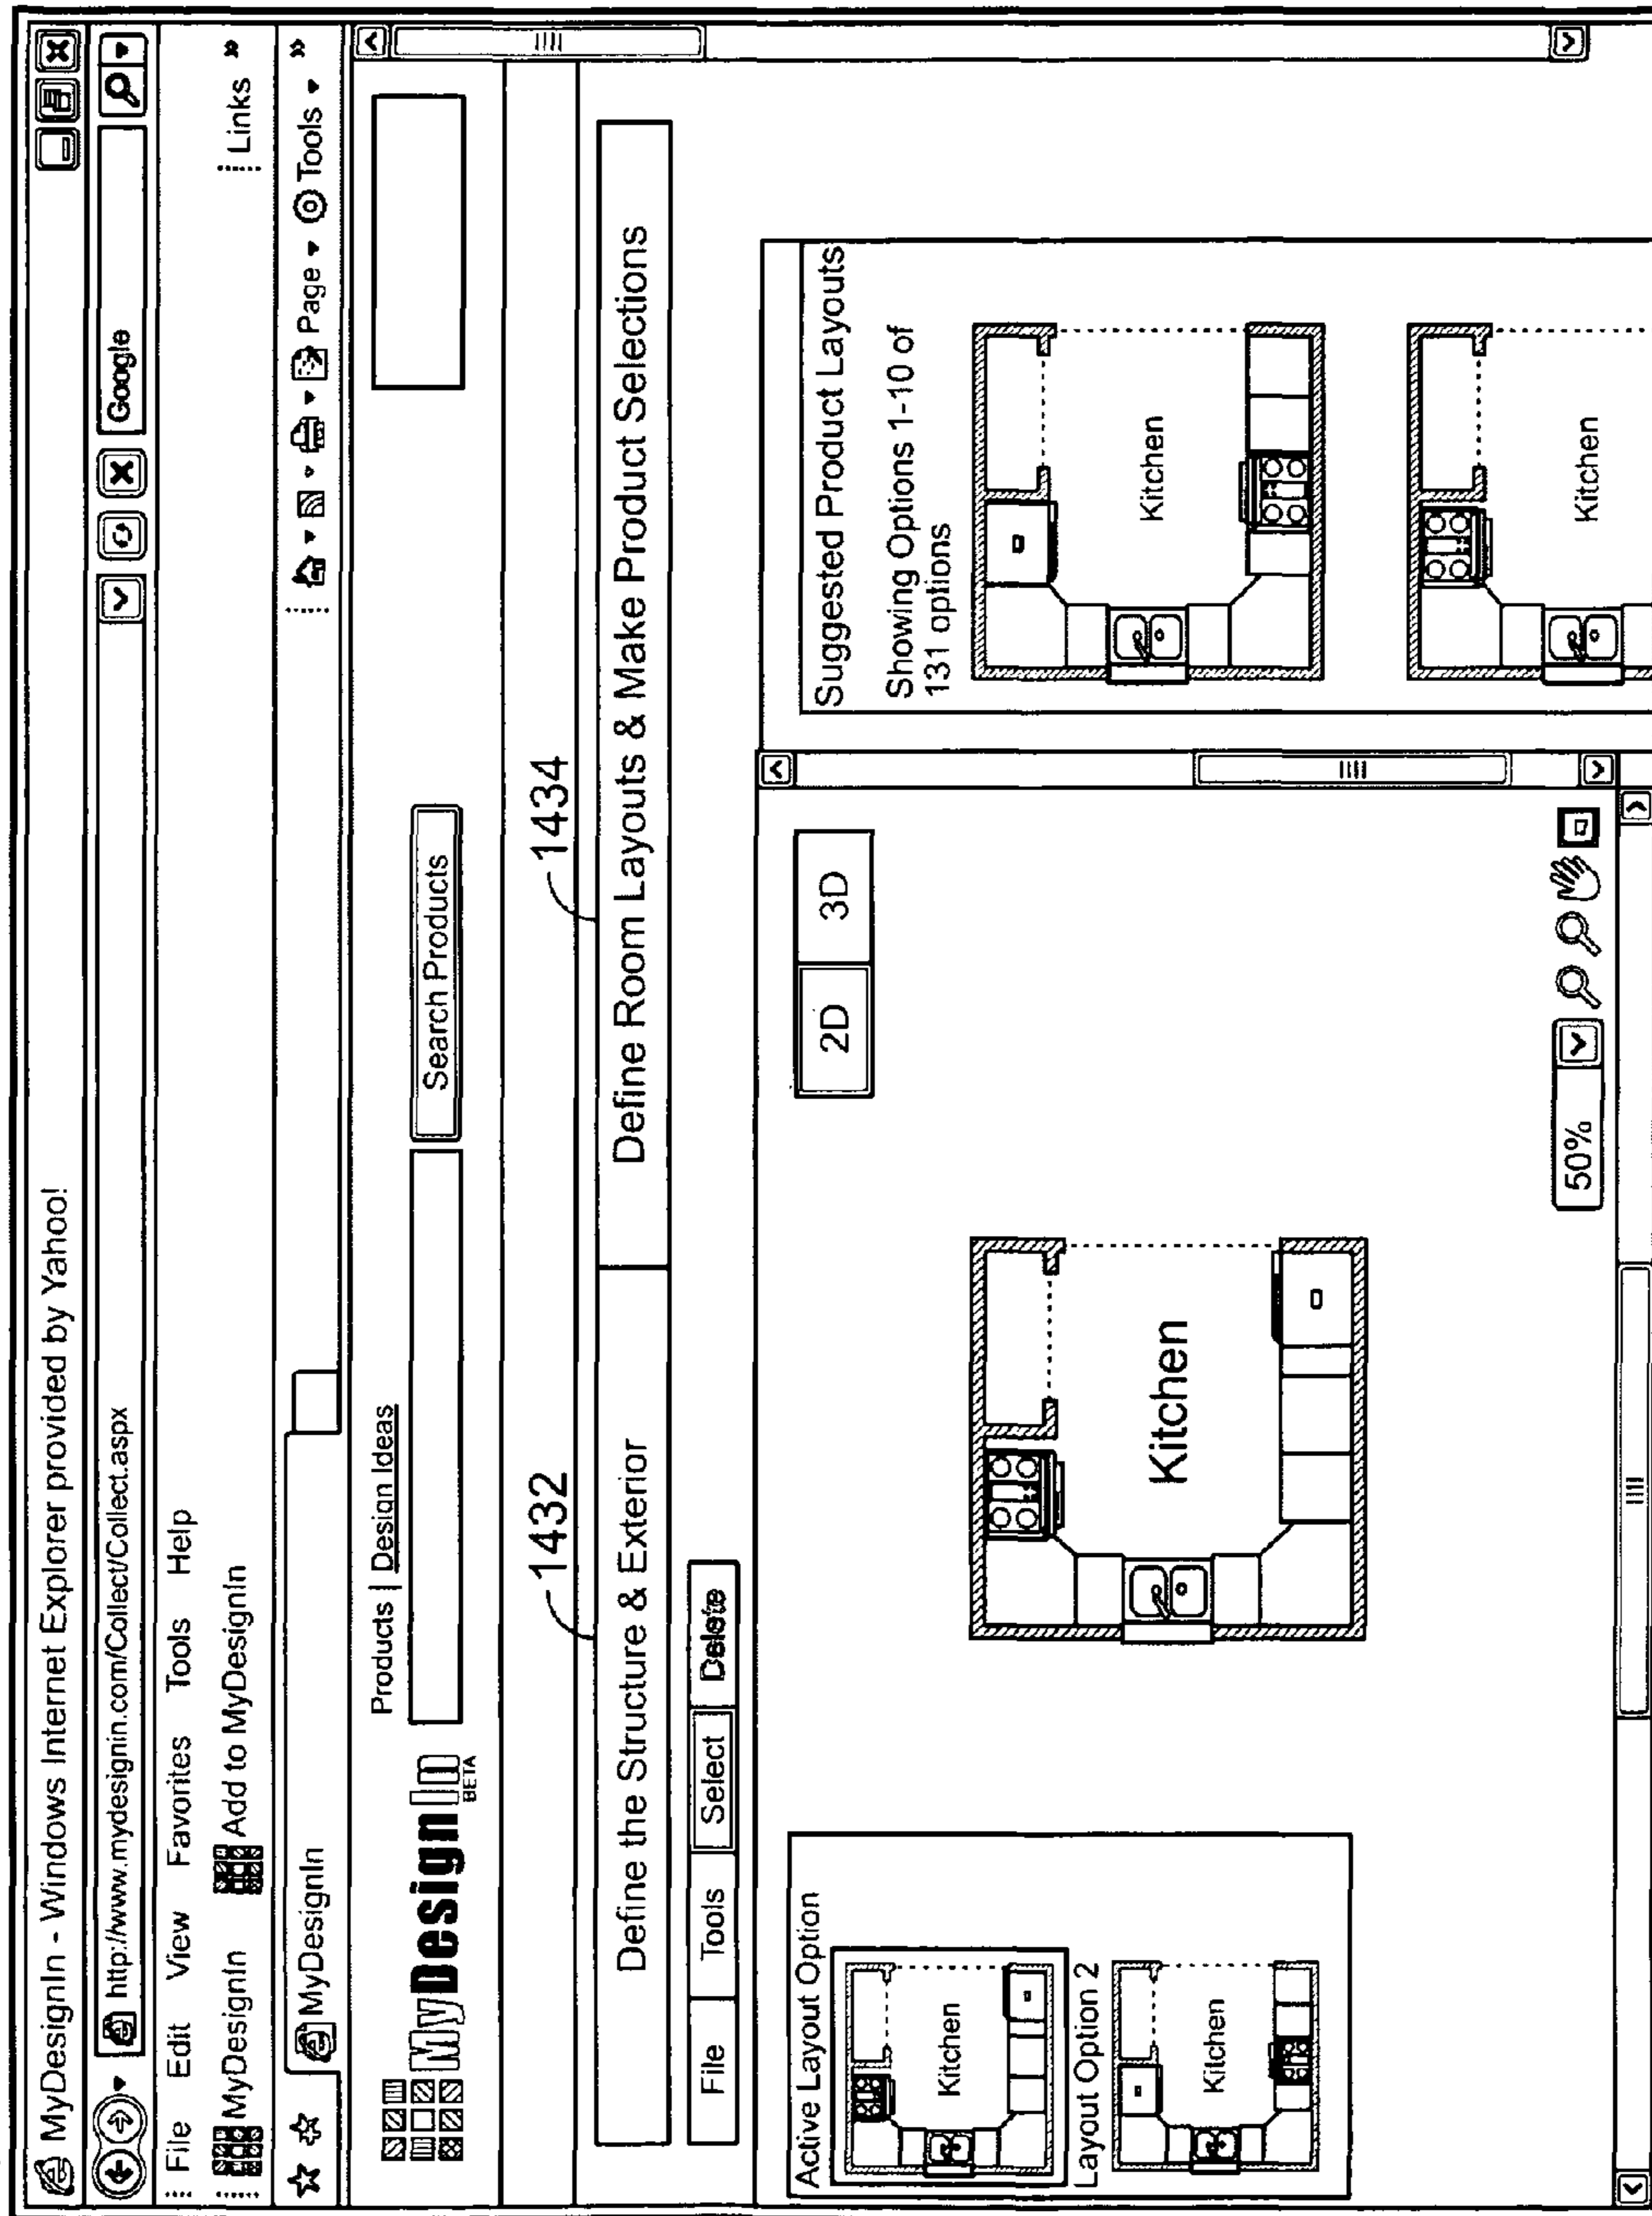 MyDesignIn - Windows Internet Explorer provided by Yahoo!
http://www.mydesignin.com/Collect/Collect.aspx
Google
File Edit View Favorites Tools Help
MyDesignIn Add to MyDesignIn Links »
MyDesignIn Page Tools »
Products | Design Ideas
MyDesignIn
BETA
Search Products
1432 1434
Define the Structure & Exterior Define Room Layouts & Make Product Selections
File Tools Select Delete
Active Layout Option
Kitchen
Layout Option 2
Kitchen
2D 3D
Kitchen
50%
Suggested Product Layouts
Showing Options 1-10 of
131 options
Kitchen
Kitchen